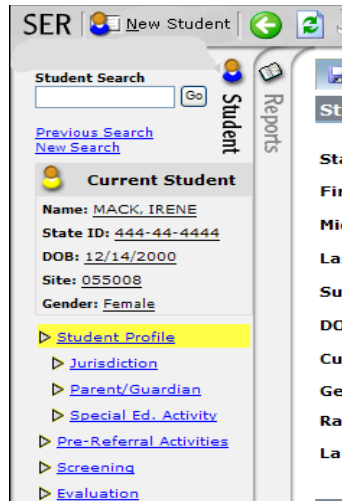 SER New Student
Student Search
Go
Previous Search
New Search
Student
Reports
Current Student
Name: MACK, IRENE
State ID: 444-44-4444
DOB: 12/14/2000
Site: 055008
Gender: Female
Student Profile
Jurisdiction
Parent/Guardian
Special Ed. Activity
Pre-Referral Activities
Screening
Evaluation
St
Sta
Fir
Mid
Las
Su
DO
Cu
Ge
Ra
La